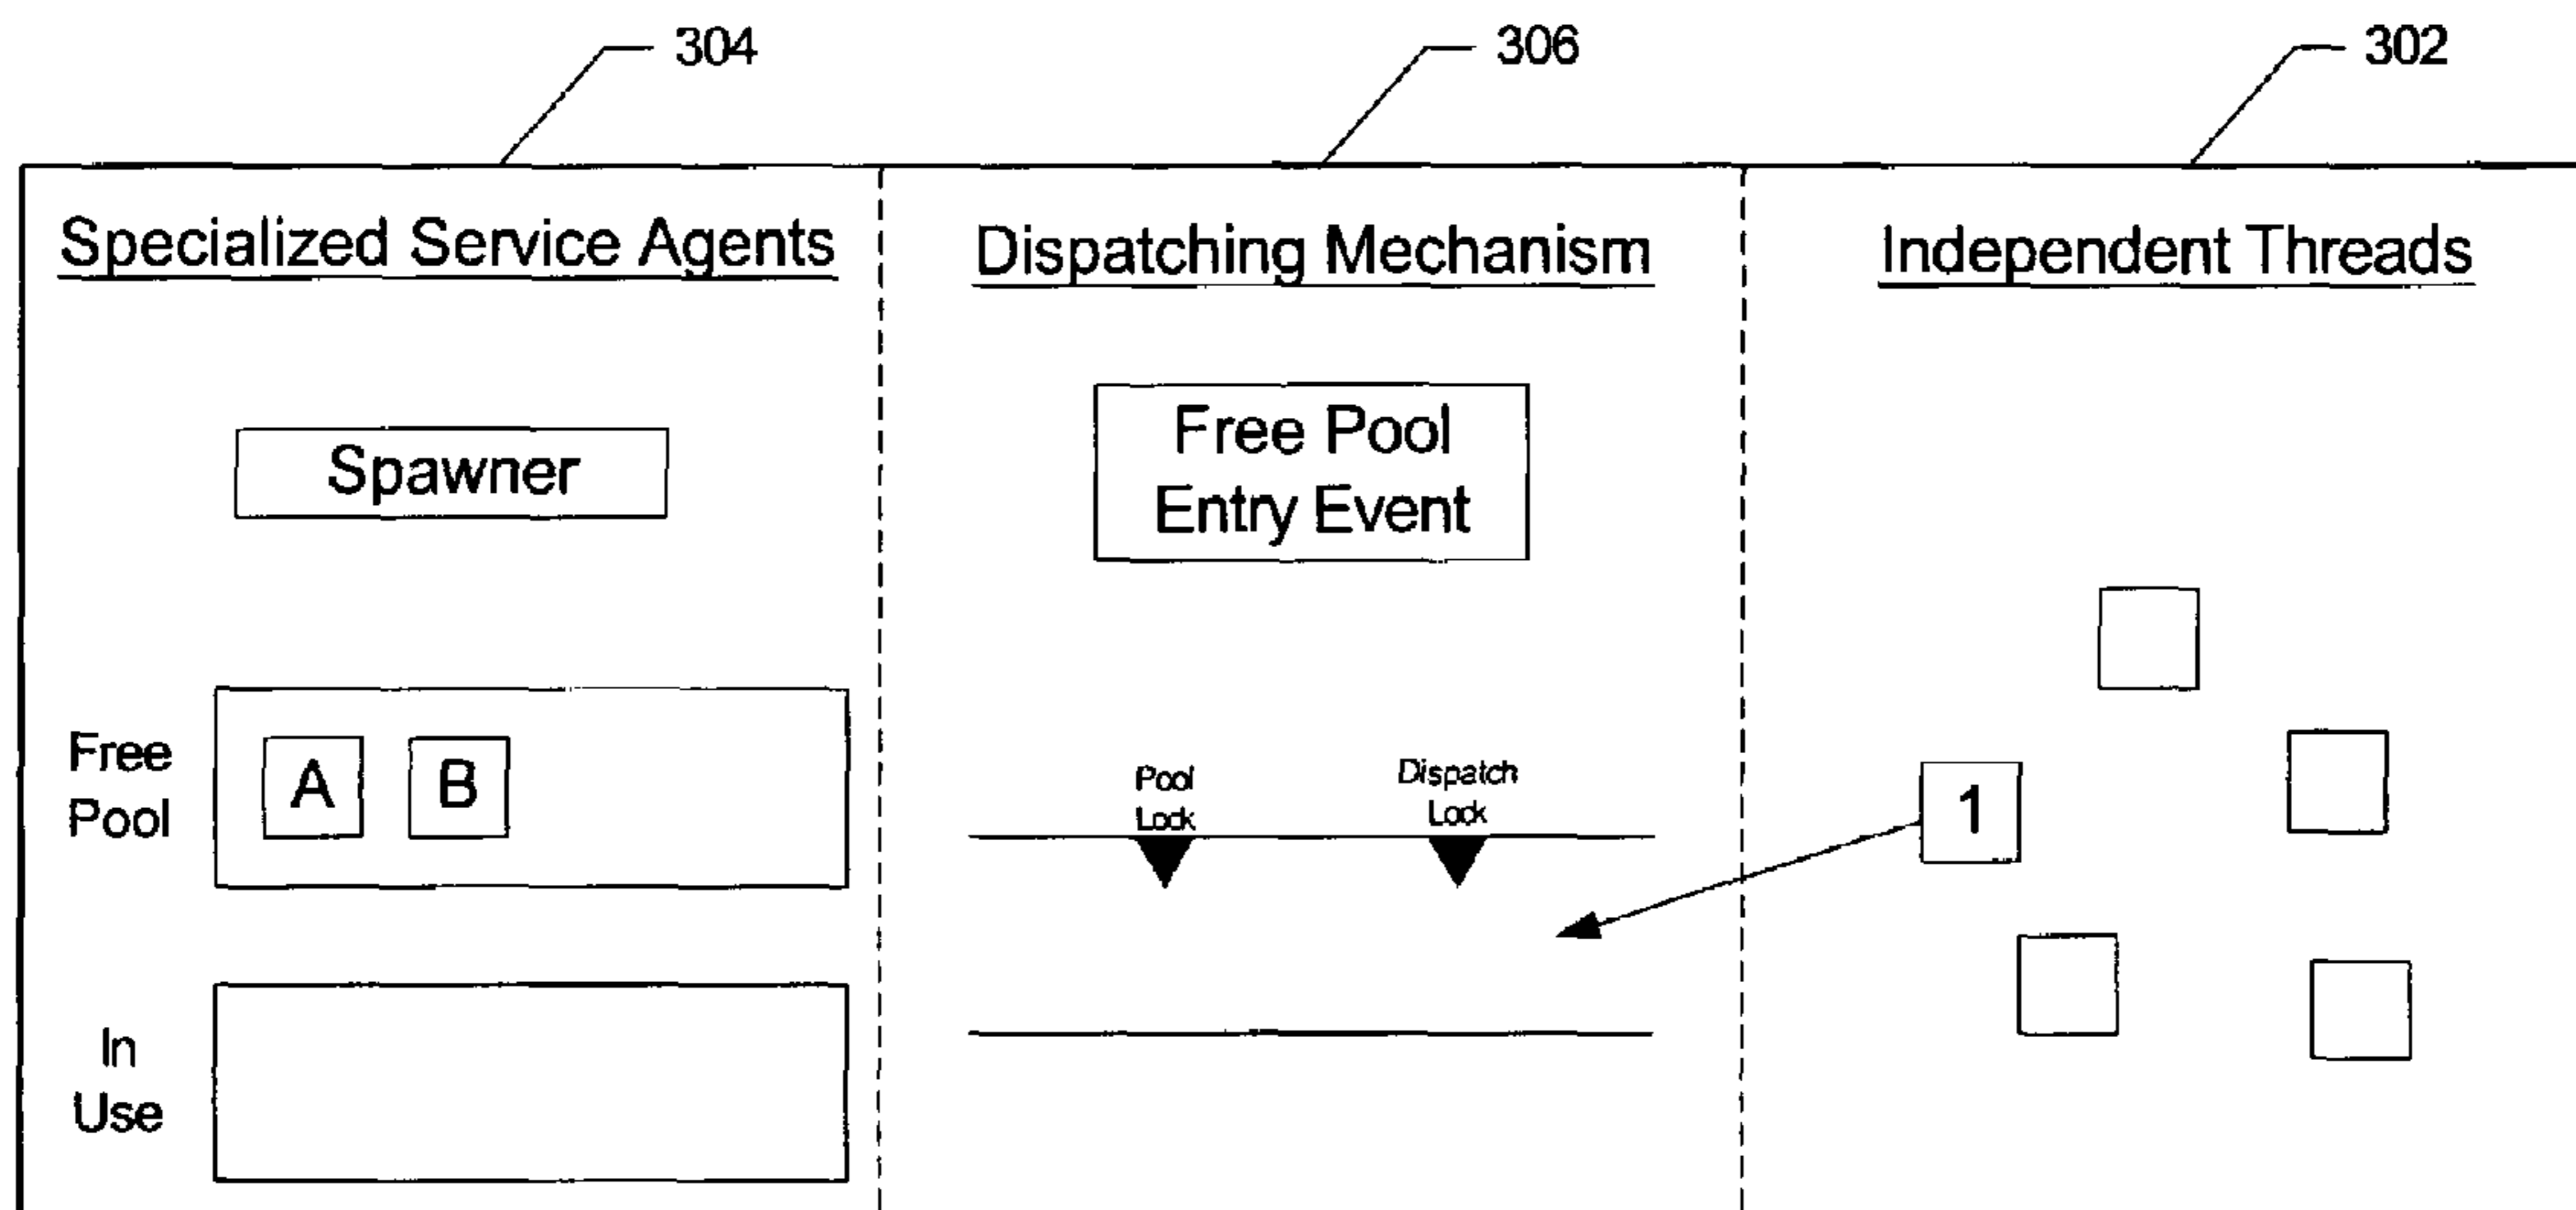 304
306
302
Specialized Service Agents
Dispatching Mechanism
Independent Threads
Spawner
Free Pool
Entry Event
Free
Pool
A
B
Pool
Lock
Dispatch
Lock
1
In
Use